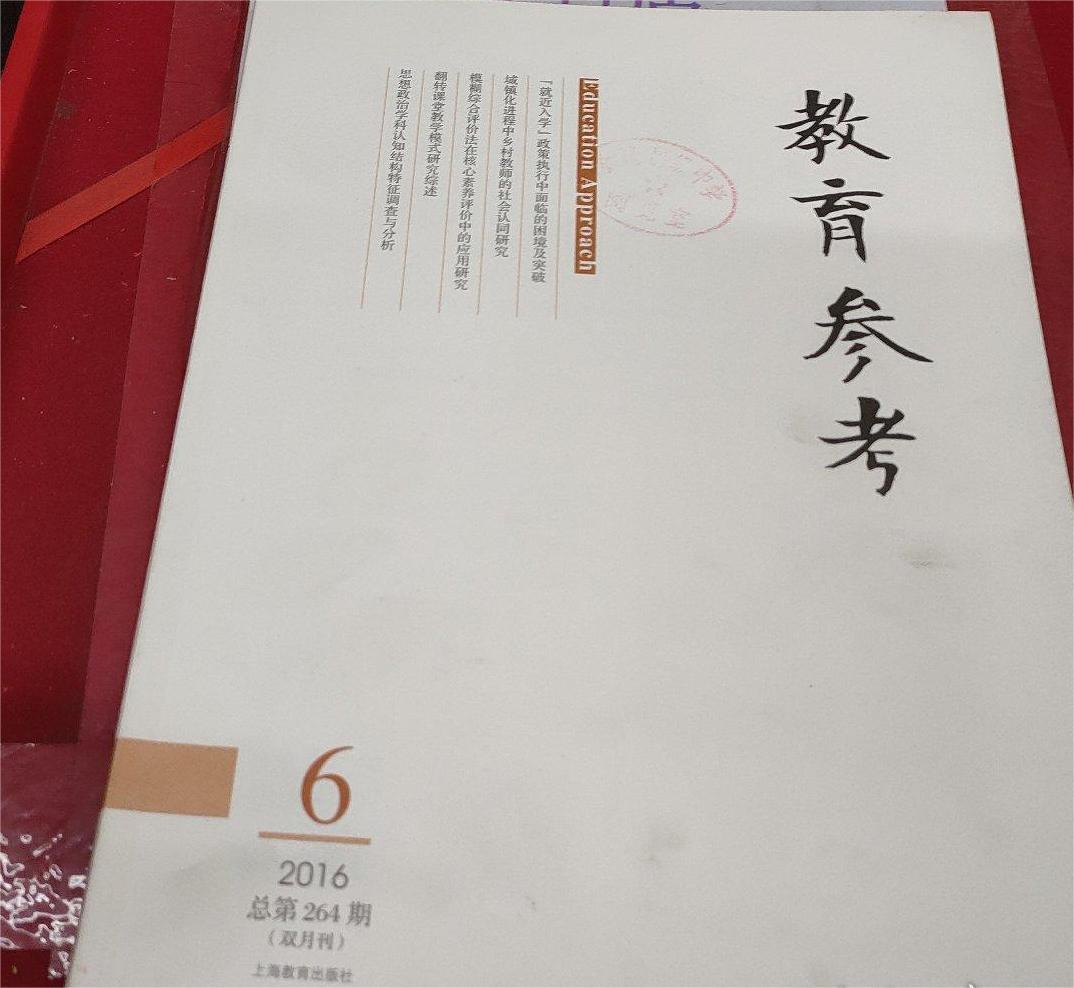 教育参考
Education Approach
「就近入学」政策执行中面临的困境及突破
城镇化进程中乡村教师的社会认同研究
模糊综合评价法在核心素养评价中的应用研究
翻转课堂教学模式研究综述
思想政治学科认知结构特征调查与分析
6
2016
总第264期
（双月刊）
上海教育出版社